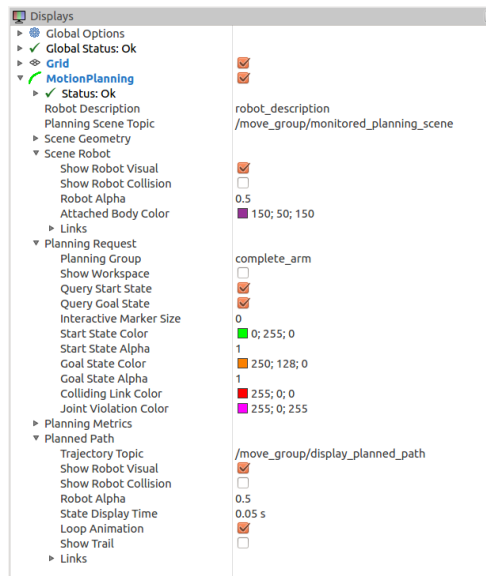 Displays
Global Options
Global Status: Ok
Grid
MotionPlanning
Status: Ok
Robot Description robot_description
Planning Scene Topic /move_group/monitored_planning_scene
Scene Geometry
Scene Robot
Show Robot Visual
Show Robot Collision
Robot Alpha 0.5
Attached Body Color 150; 50; 150
Links
Planning Request
Planning Group complete_arm
Show Workspace
Query Start State
Query Goal State
Interactive Marker Size 0
Start State Color 0; 255; 0
Start State Alpha 1
Goal State Color 250; 128; 0
Goal State Alpha 1
Colliding Link Color 255; 0; 0
Joint Violation Color 255; 0; 255
Planning Metrics
Planned Path
Trajectory Topic /move_group/display_planned_path
Show Robot Visual
Show Robot Collision
Robot Alpha 0.5
State Display Time 0.05 s
Loop Animation
Show Trail
Links